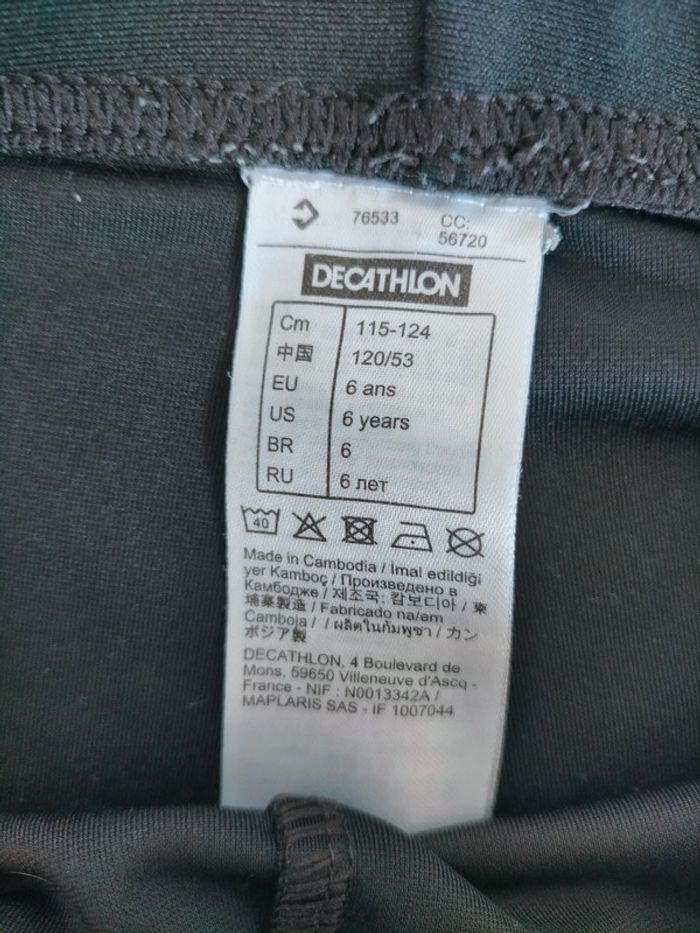 76533 CC:
56720
DECATHLON
Cm 115-124
中国 120/53
EU 6 ans
US 6 years
BR 6
RU 6 лет
40
Made in Cambodia / İmal edildiği
yer Kamboç / Произведено в
Камбодже / 제조국: 캄보디아 / 東
埔寨製造 / Fabricado na/em
Camboja / / ผลิตในกัมพูชา / カン
ボジア製
DECATHLON, 4 Boulevard de
Mons, 59650 Villeneuve d'Ascq -
France - NIF : N0013342A /
MAPLARIS SAS - IF 1007044